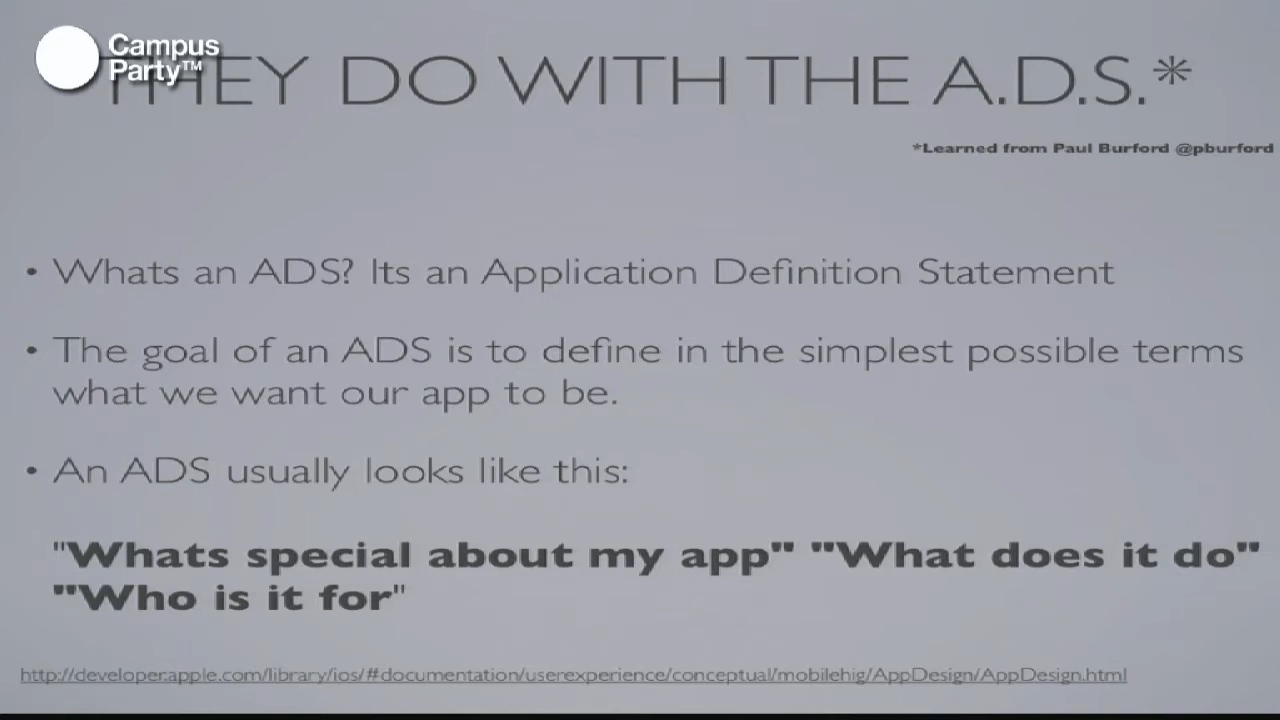 Campus
Party™
THEY DO WITH THE A.D.S.*
*Learned from Paul Burford @pburford
• Whats an ADS? Its an Application Definition Statement
• The goal of an ADS is to define in the simplest possible terms
what we want our app to be.
• An ADS usually looks like this:
"Whats special about my app" "What does it do"
"Who is it for"
http://developer.apple.com/library/ios/#documentation/userexperience/conceptual/mobilehig/AppDesign/AppDesign.html